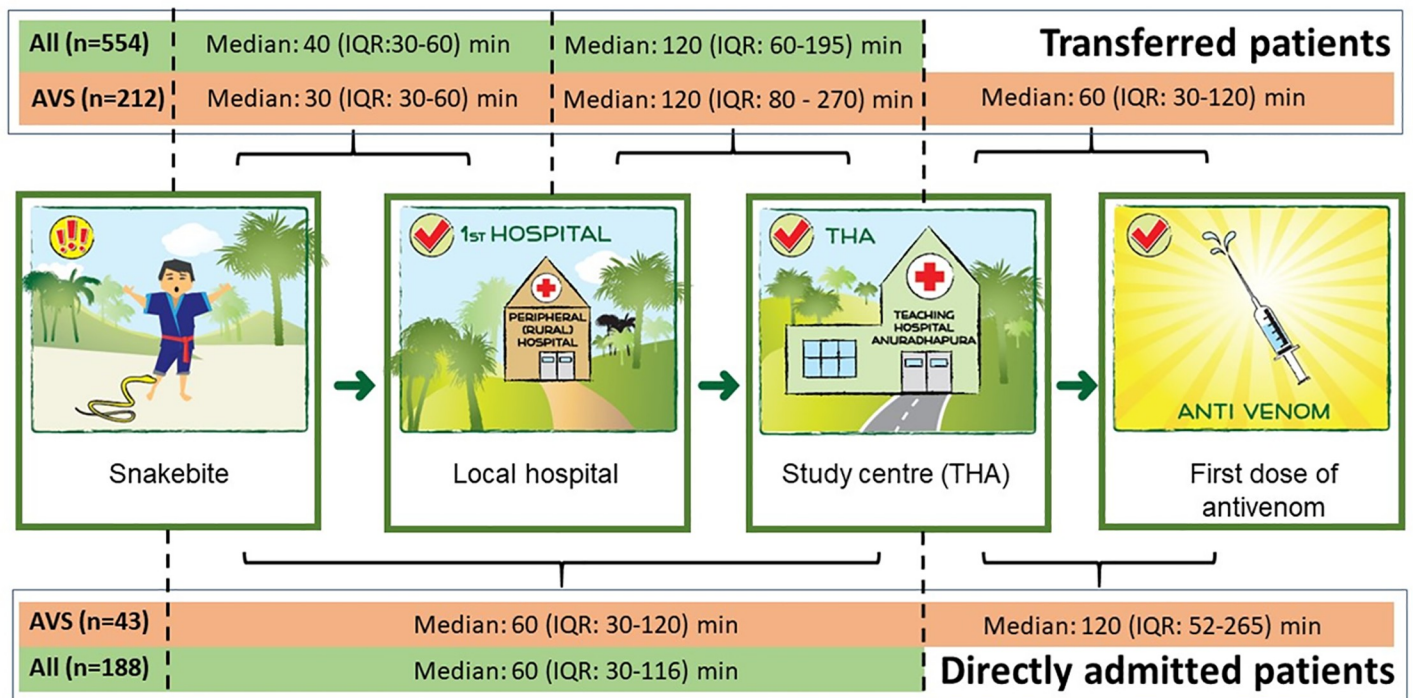 All (n=554) Median: 40 (IQR:30-60) min Median: 120 (IQR: 60-195) min Transferred patients
AVS (n=212) Median: 30 (IQR: 30-60) min Median: 120 (IQR: 80 - 270) min Median: 60 (IQR: 30-120) min
!!!
1ST HOSPITAL
PERIPHERAL
(RURAL)
HOSPITAL
THA
TEACHING
HOSPITAL
ANURADHAPURA
ANTI VENOM
Snakebite
Local hospital
Study centre (THA)
First dose of
antivenom
AVS (n=43) Median: 60 (IQR: 30-120) min Median: 120 (IQR: 52-265) min
All (n=188) Median: 60 (IQR: 30-116) min Directly admitted patients